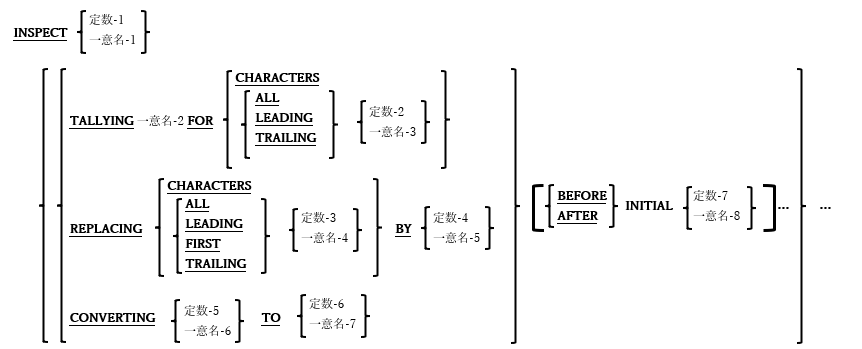 定数-1
INSPECT
一意名-1
CHARACTERS
ALL
定数-2
TALLYING 一意名-2 FOR LEADING
一意名-3
TRAILING
CHARACTERS
定数-7
BEFORE
INITIAL
ALL
一意名-8
AFTER
... ...
定数-3
定数-4
LEADING
REPLACING
BY
一意名-4
一意名-5
FIRST
TRAILING
定数-5
定数-6
CONVERTING
TO
一意名-6
一意名-7